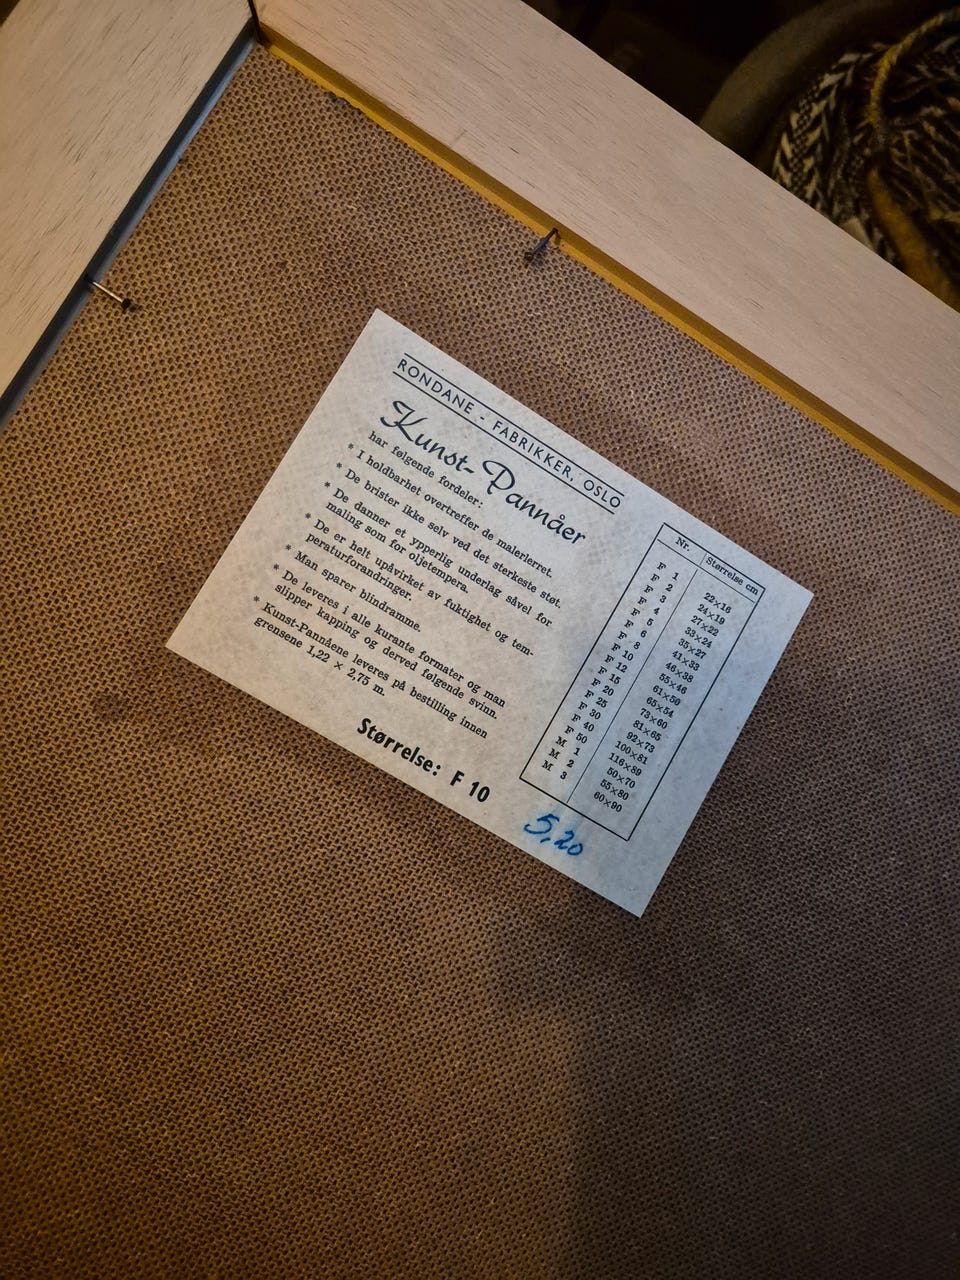 RONDANE - FABRIKKER, OSLO
Kunst-Pannåer
har følgende fordeler:
* I holdbarhet overtreffer de malerlerret.
* De brister ikke selv ved det sterkeste støt.
* De danner et ypperlig underlag såvel for
maling som for oljetempera.
* De er helt upåvirket av fuktighet og tem-
peraturforandringer.
* Man sparer blindramme.
* De leveres i alle kurante formater og man
slipper kapping og derved følgende svinn.
* Kunst-Pannåene leveres på bestilling innen
grensene 1,22 × 2,75 m.
Størrelse: F 10
Nr. Størrelse cm
F 1 22×16
F 2 24×19
F 3 27×22
F 4 33×24
F 5 35×27
F 6 41×33
F 8 46×38
F 10 55×46
F 12 61×50
F 15 65×54
F 20 73×60
F 25 81×65
F 30 92×73
F 40 100×81
F 50 116×89
M 1 50×70
M 2 55×80
M 3 60×90
5,20